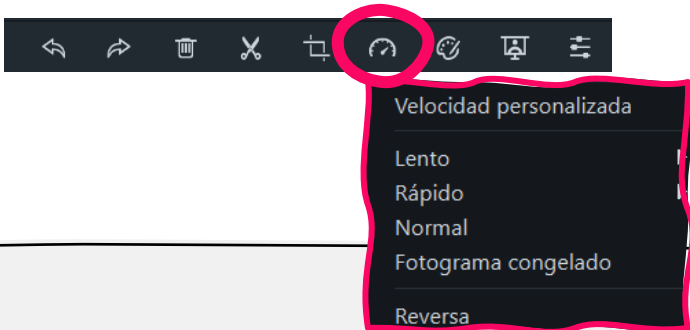 Velocidad personalizada
Lento
Rápido
Normal
Fotograma congelado
Reversa